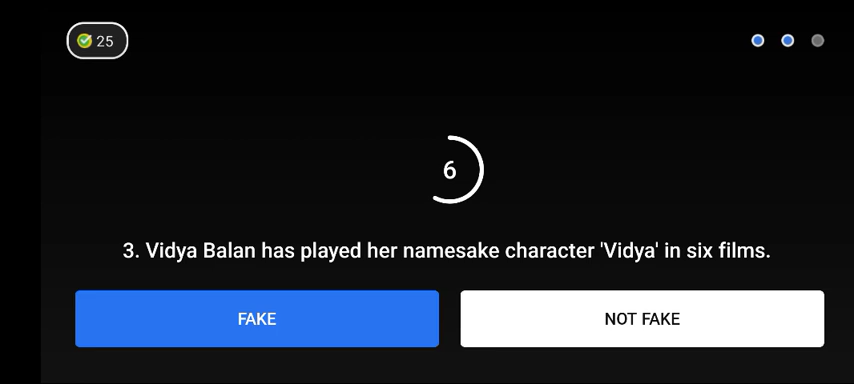 25
6
3. Vidya Balan has played her namesake character 'Vidya' in six films.
FAKE
NOT FAKE